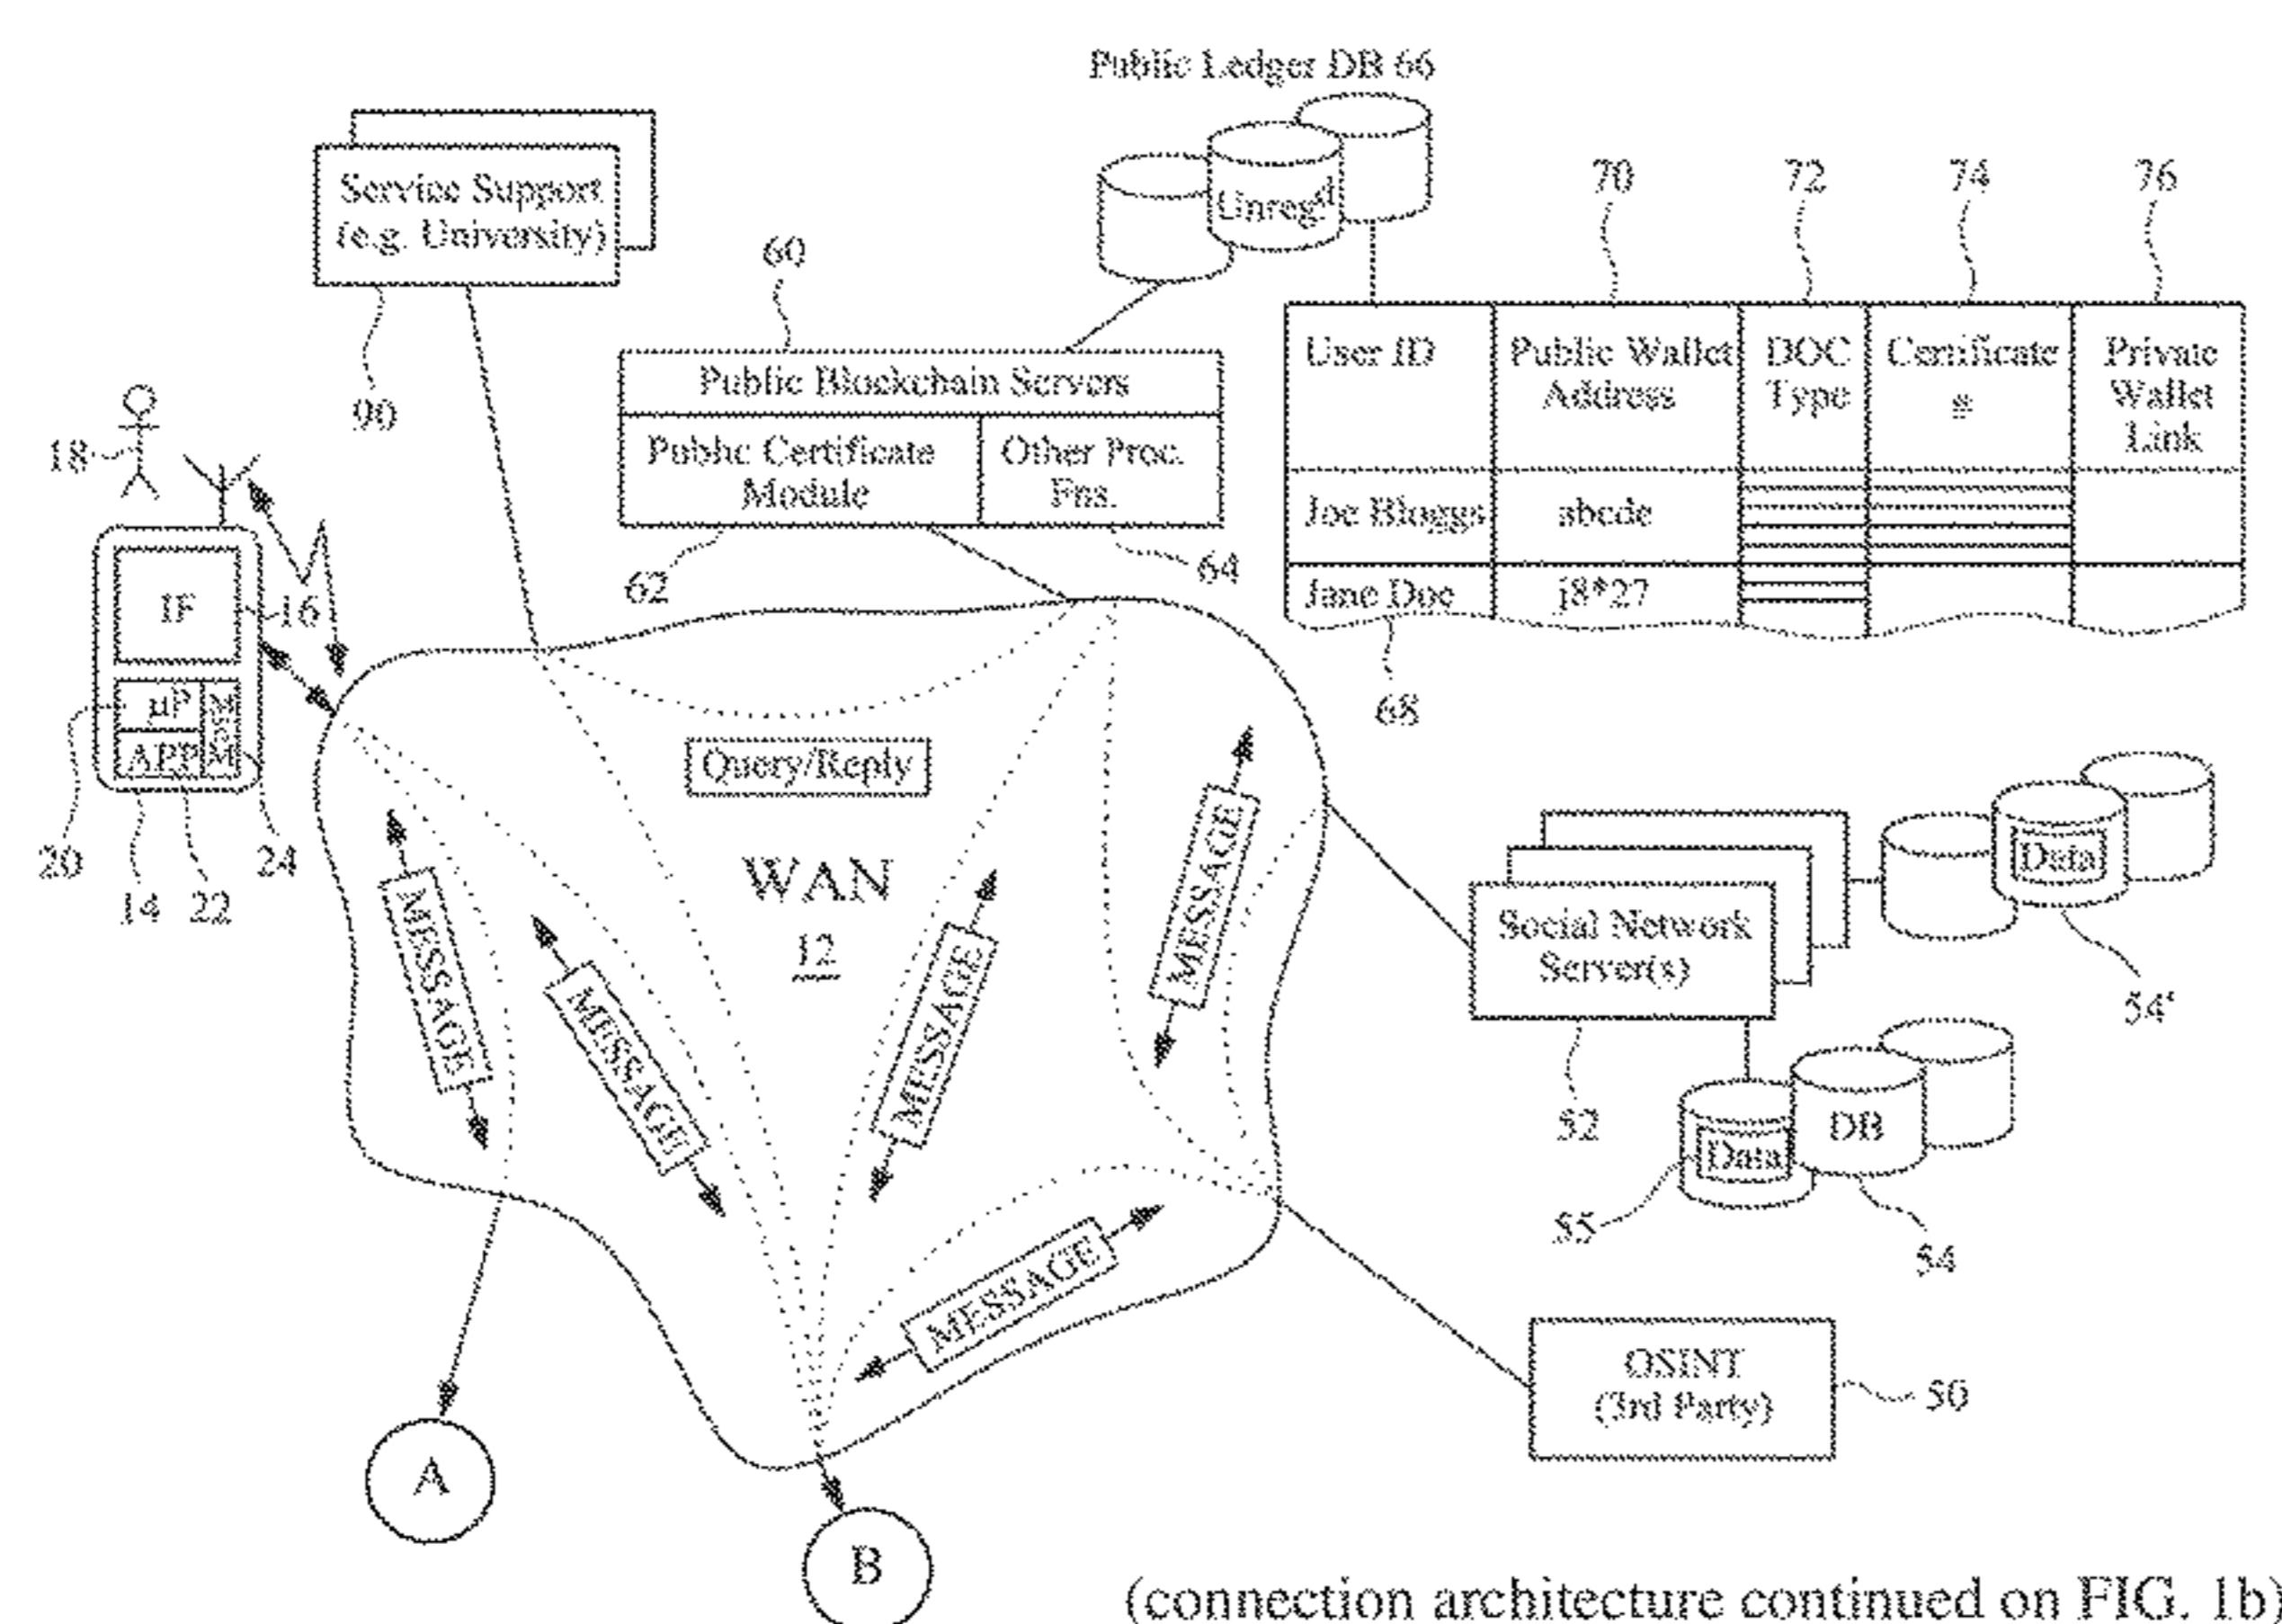 Public Ledger DB 66
Unreg.d
Service Support
(e.g. University)
90
60
Public Blockchain Servers
Public Certificate
Module
Other Proc.
Fns.
62
64
70
72
74
76
User ID
Public Wallet
Address
DOC
Type
Certificate
#
Private
Wallet
Link
Joe Bloggs
abcde
Jane Doe
j8*27
68
18
IF
16
μP
APP
MEM
20
14
22
24
Query/Reply
WAN
12
MESSAGE
MESSAGE
MESSAGE
MESSAGE
MESSAGE
Social Network
Server(s)
52
Data
54'
Data
DB
55
54
OSINT
(3rd Party)
50
A
B
(connection architecture continued on FIG. 1b)